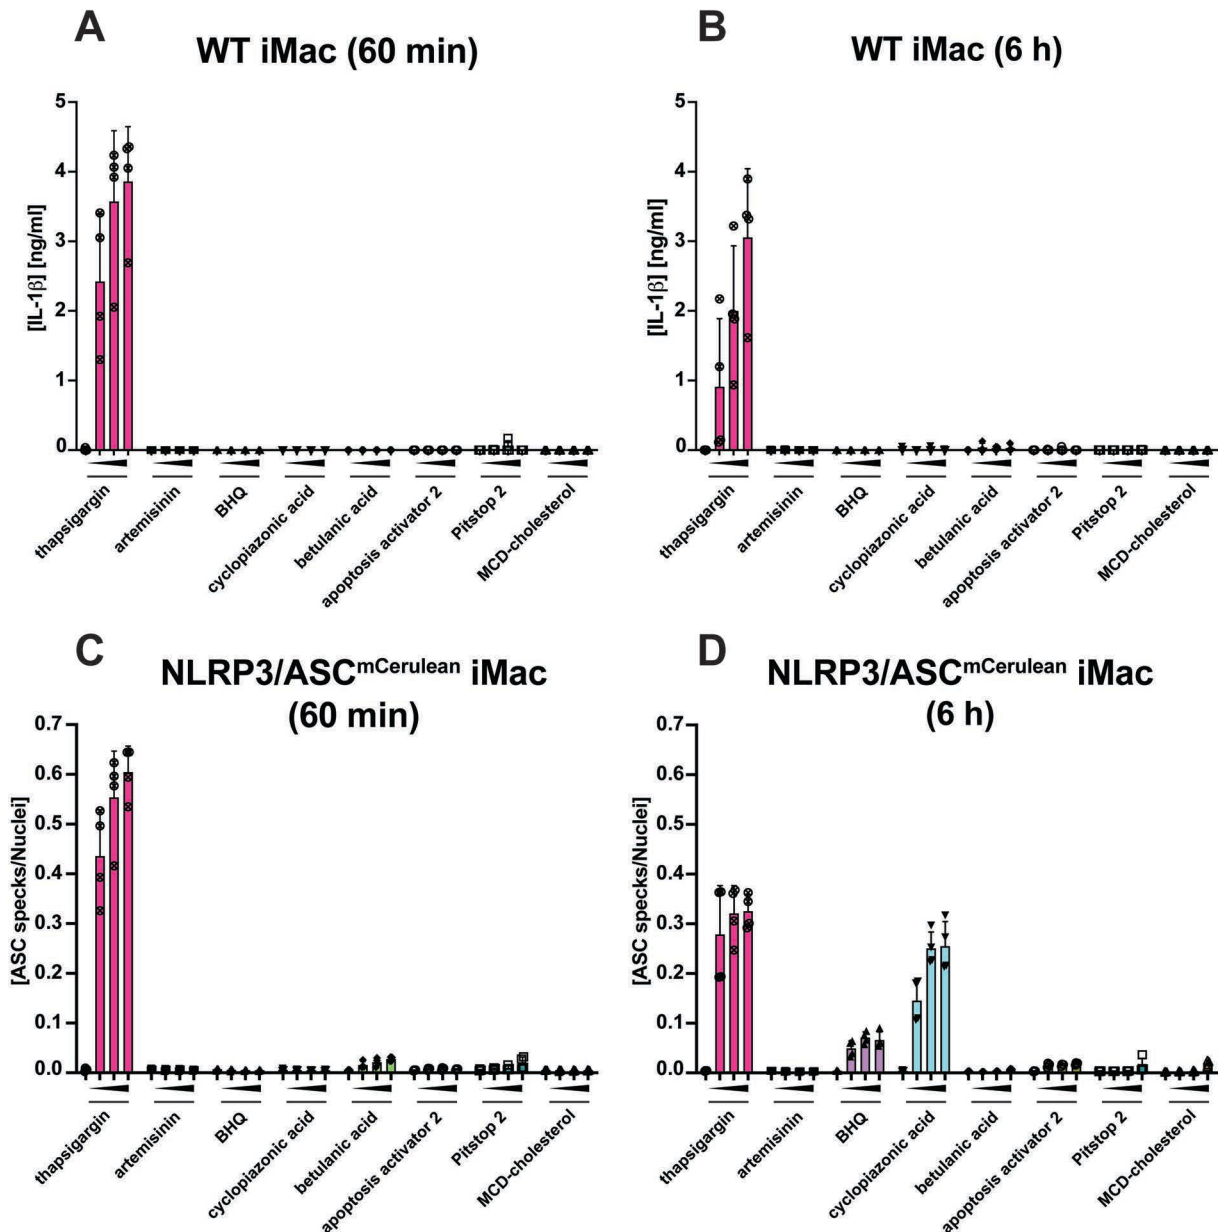 A
WT iMac (60 min)
[IL-1β] [ng/ml]
5
4
3
2
1
0
thapsigargin
artemisinin
BHQ
cyclopiazonic acid
betulanic acid
apoptosis activator 2
Pitstop 2
MCD-cholesterol
B
WT iMac (6 h)
[IL-1β] [ng/ml]
5
4
3
2
1
0
thapsigargin
artemisinin
BHQ
cyclopiazonic acid
betulanic acid
apoptosis activator 2
Pitstop 2
MCD-cholesterol
C
NLRP3/ASCmCerulean iMac
(60 min)
[ASC specks/Nuclei]
0.7
0.6
0.5
0.4
0.3
0.2
0.1
0.0
thapsigargin
artemisinin
BHQ
cyclopiazonic acid
betulanic acid
apoptosis activator 2
Pitstop 2
MCD-cholesterol
D
NLRP3/ASCmCerulean iMac
(6 h)
[ASC specks/Nuclei]
0.7
0.6
0.5
0.4
0.3
0.2
0.1
0.0
thapsigargin
artemisinin
BHQ
cyclopiazonic acid
betulanic acid
apoptosis activator 2
Pitstop 2
MCD-cholesterol